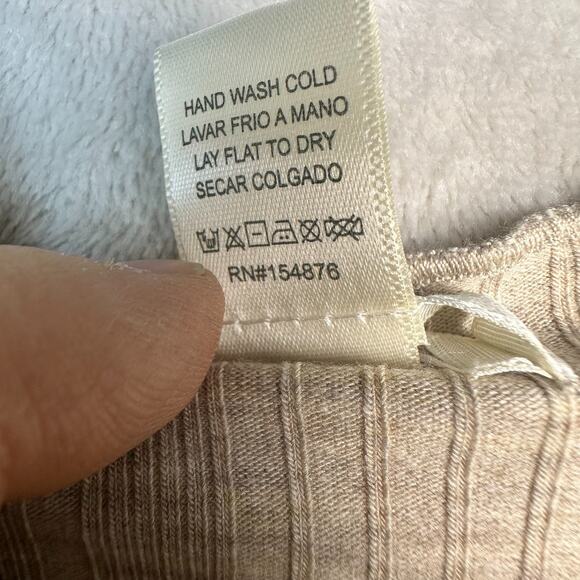 HAND WASH COLD
LAVAR FRIO A MANO
LAY FLAT TO DRY
SECAR COLGADO
RN#154876